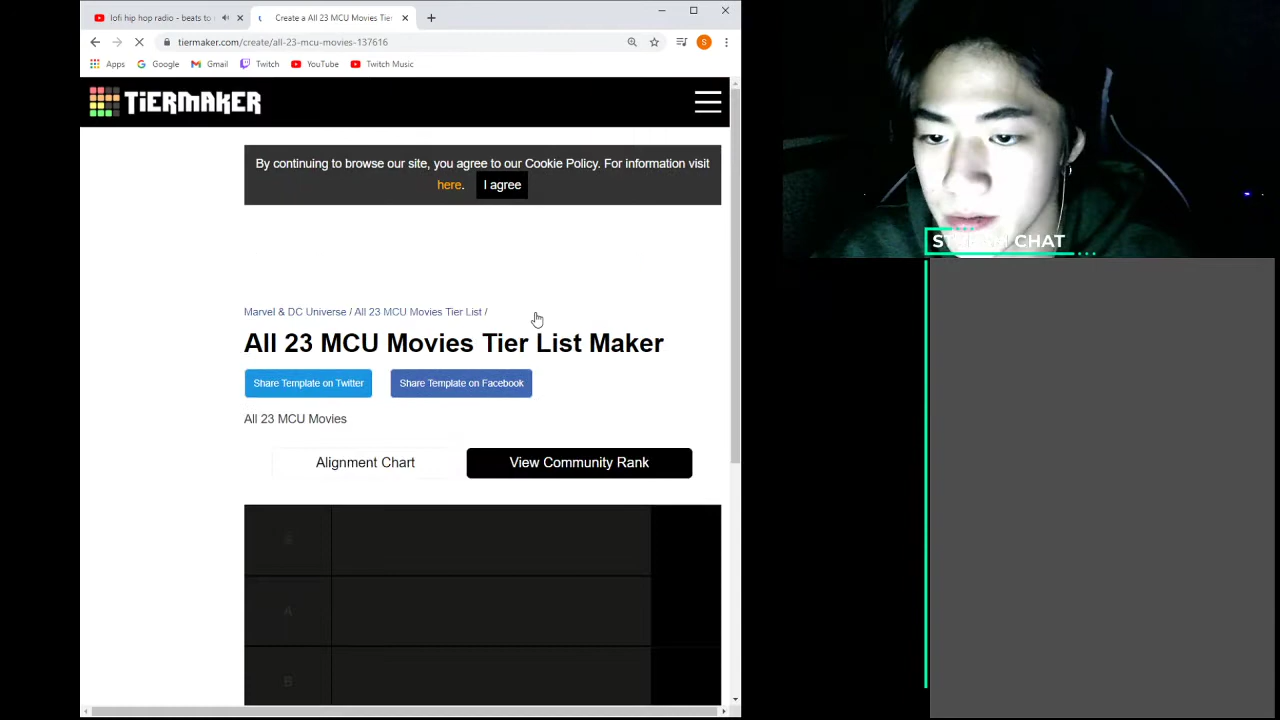 lofi hip hop radio - beats to
Create a All 23 MCU Movies Tier
tiermaker.com/create/all-23-mcu-movies-137616
S
Apps
Google
Gmail
Twitch
YouTube
Twitch Music
TiERMAKER
By continuing to browse our site, you agree to our Cookie Policy. For information visit
here. I agree
Marvel & DC Universe / All 23 MCU Movies Tier List /
All 23 MCU Movies Tier List Maker
Share Template on Twitter
Share Template on Facebook
All 23 MCU Movies
Alignment Chart
View Community Rank
S
A
B
CHAT